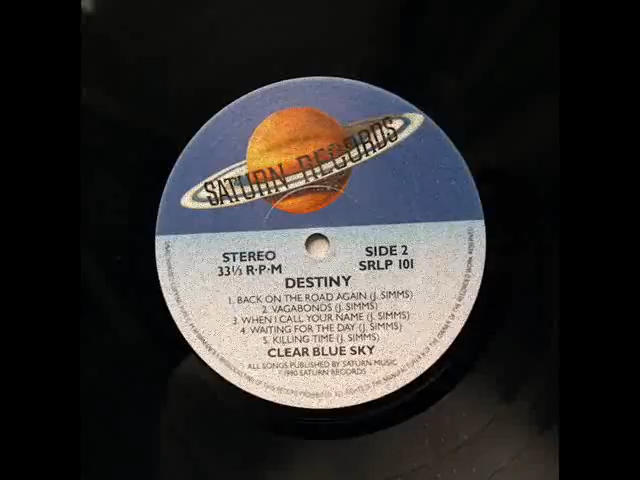 SATURN RECORDS
STEREO
33⅓ R·P·M
SIDE 2
SRLP 101
DESTINY
1. BACK ON THE ROAD AGAIN (J. SIMMS)
2. VAGABONDS (J. SIMMS)
3. WHEN I CALL YOUR NAME (J. SIMMS)
4. WAITING FOR THE DAY (J. SIMMS)
5. KILLING TIME (J. SIMMS)
CLEAR BLUE SKY
ALL SONGS PUBLISHED BY SATURN MUSIC
1990 SATURN RECORDS